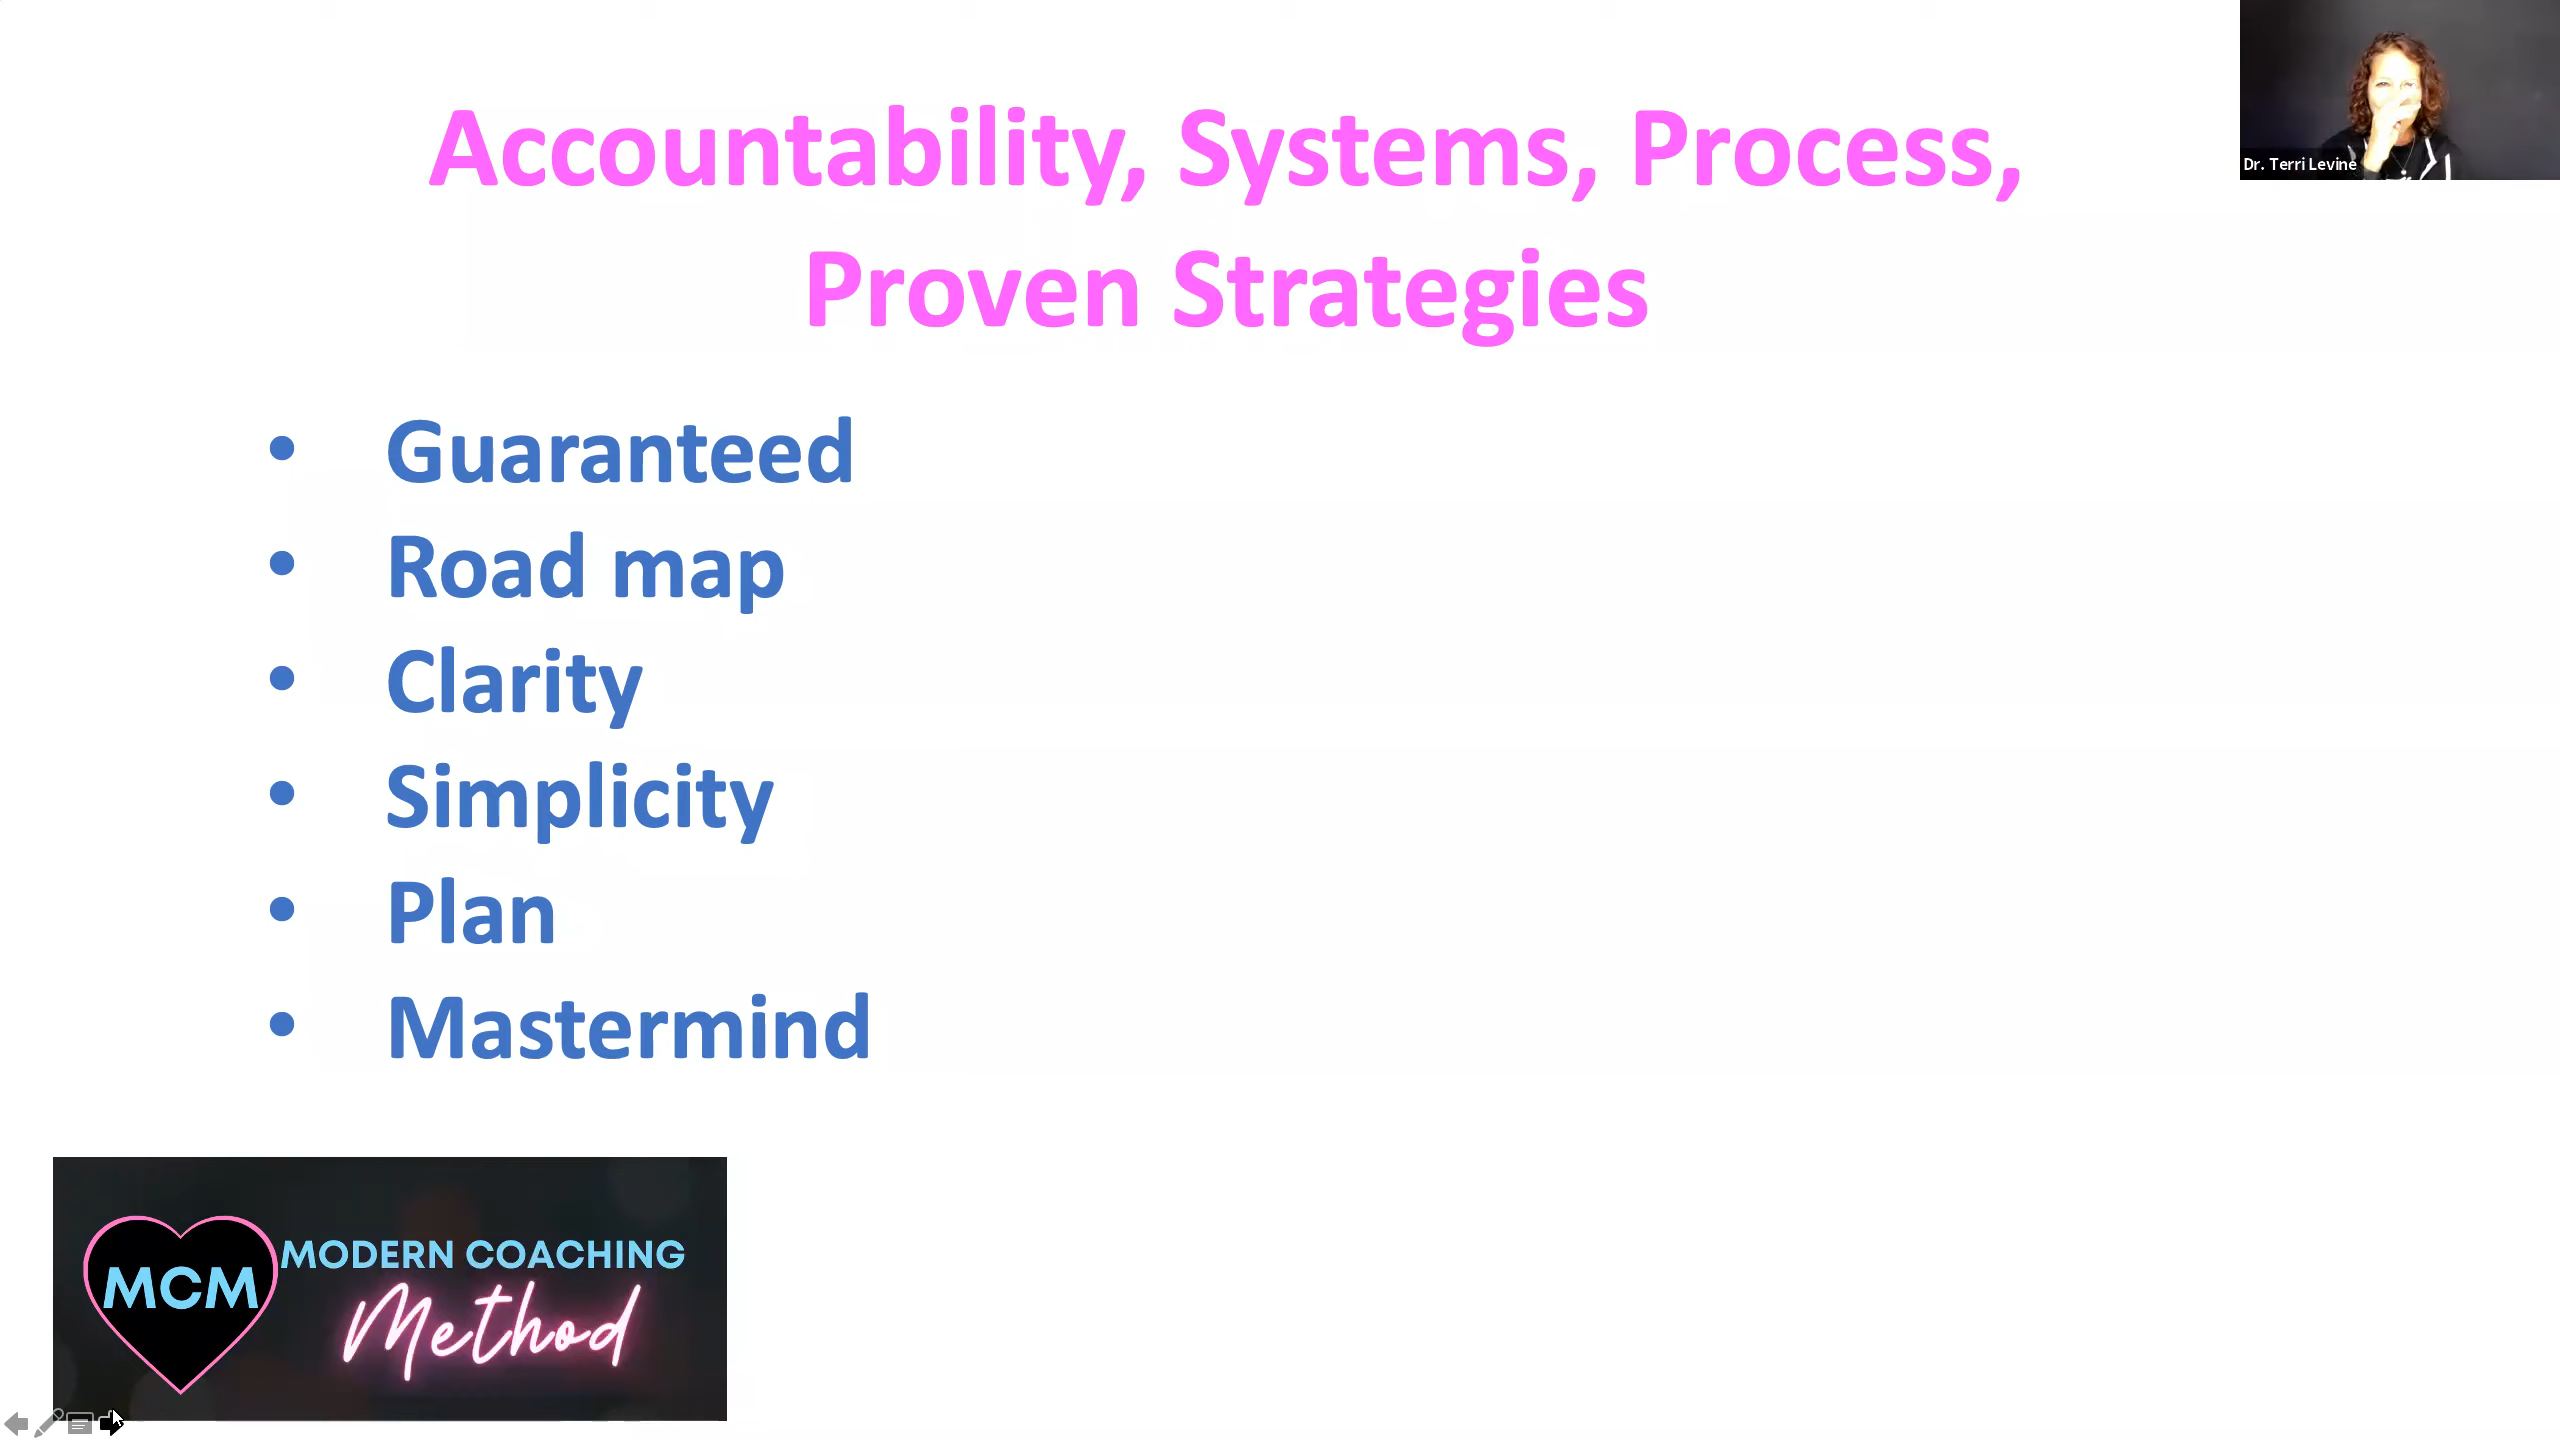 Accountability, Systems, Process,
Proven Strategies
Dr. Terri Levine
• Guaranteed
• Road map
• Clarity
• Simplicity
• Plan
• Mastermind
MCM
MODERN COACHING
Method